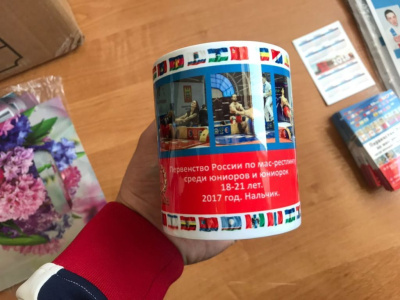 Первенство России по мас-рестлингу
среди юниоров и юниорок
18-21 лет.
2017 год. Нальчик.